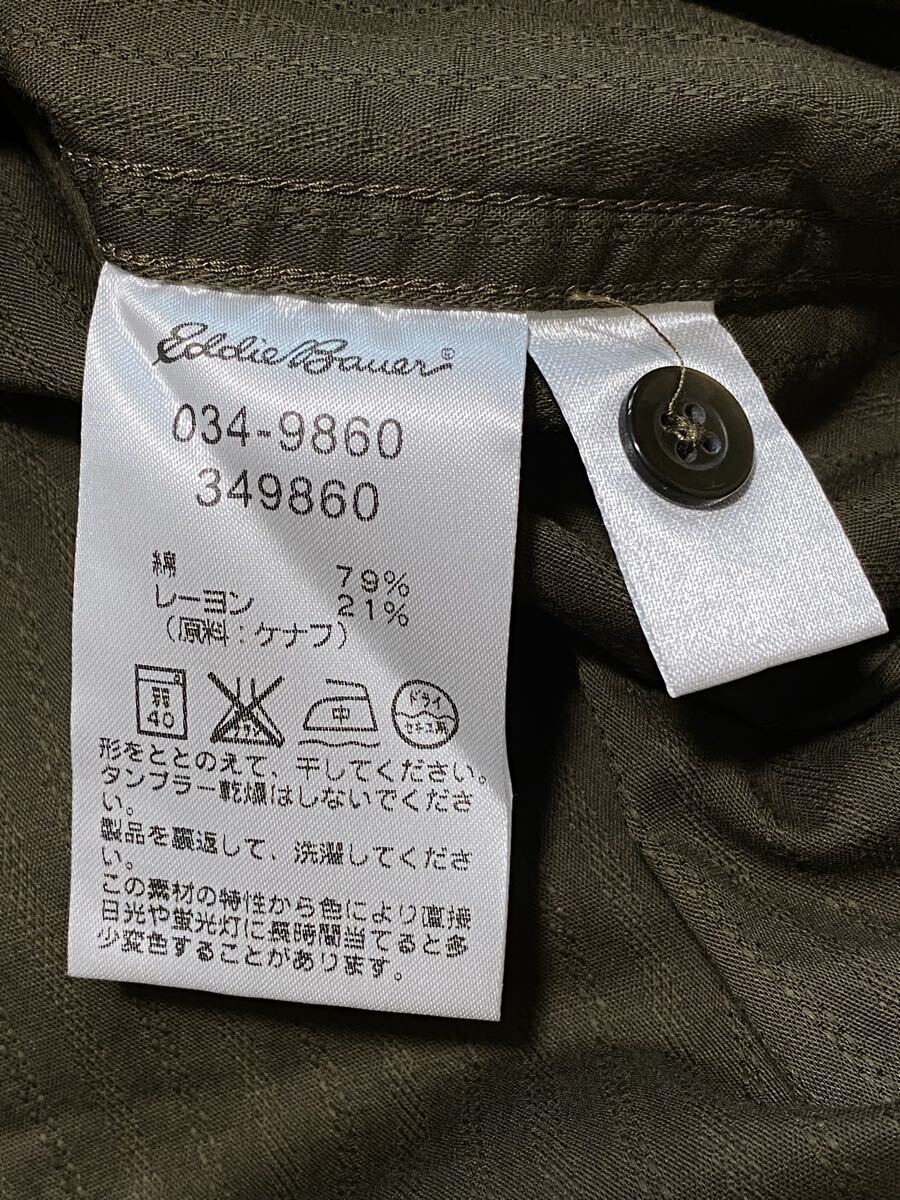 Eddie Bauer®
034-9860
349860
綿 79%
レーヨン 21%
(原料:ケナフ)
弱
40
中
ドライ
セキユ系
形をととのえて、干してください。
タンブラー乾燥はしないでくださ
い。
製品を裏返して、洗濯してくださ
い。
この素材の特性から色により直接
日光や蛍光灯に長時間当てると多
少変色することがあります。